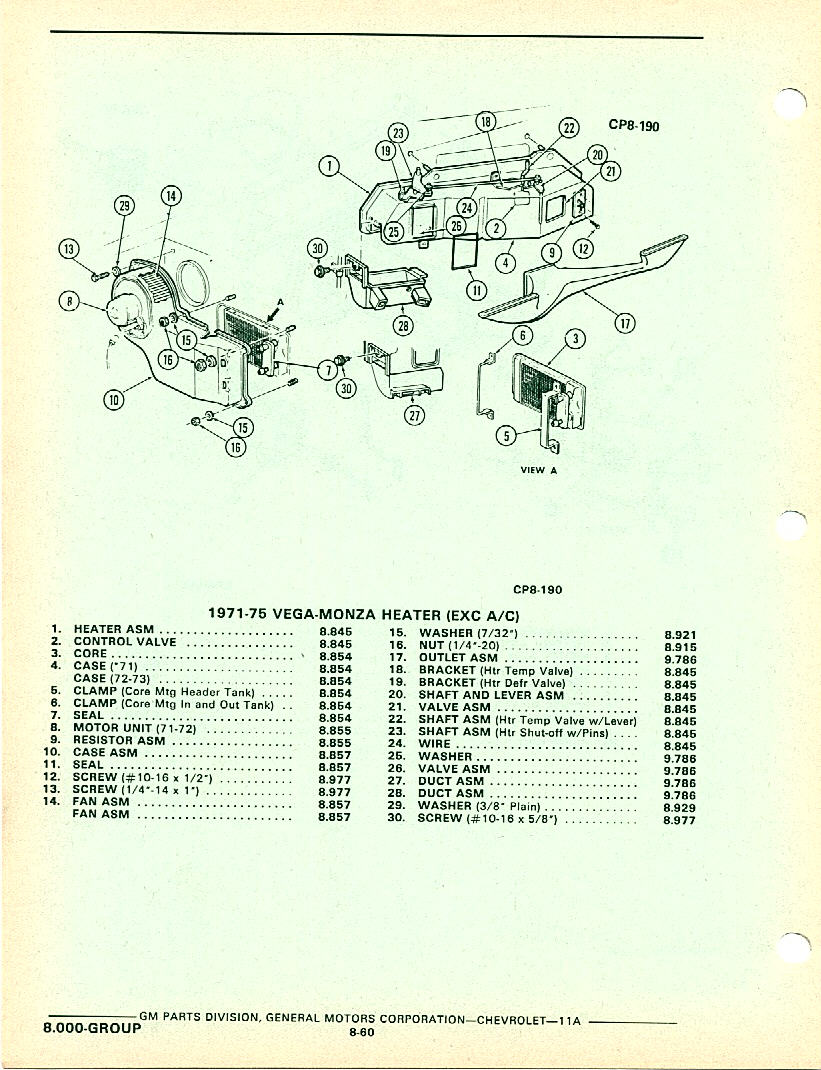 CP8-190
18
22
23
19
20
1
21
14
29
24
26
2
25
13
30
9
12
4
8
A
11
28
17
15
6
3
16
7
30
10
27
15
5
16
VIEW A
CP8-190
1971-75 VEGA-MONZA HEATER (EXC A/C)
1. HEATER ASM . . . . . . . . . . . . . . . . . . . 8.845
2. CONTROL VALVE . . . . . . . . . . . . . . . 8.845
3. CORE . . . . . . . . . . . . . . . . . . . . . . . . . 8.854
4. CASE ("71) . . . . . . . . . . . . . . . . . . . . . 8.854
CASE (72-73) . . . . . . . . . . . . . . . . . . . 8.854
5. CLAMP (Core Mtg Header Tank) . . . . . 8.854
6. CLAMP (Core Mtg In and Out Tank) . . 8.854
7. SEAL . . . . . . . . . . . . . . . . . . . . . . . . . 8.854
8. MOTOR UNIT (71-72) . . . . . . . . . . . . 8.855
9. RESISTOR ASM . . . . . . . . . . . . . . . . . 8.855
10. CASE ASM . . . . . . . . . . . . . . . . . . . . 8.857
11. SEAL . . . . . . . . . . . . . . . . . . . . . . . . 8.857
12. SCREW (#10-16 x 1/2") . . . . . . . . . . 8.977
13. SCREW (1/4"-14 x 1") . . . . . . . . . . . . 8.977
14. FAN ASM . . . . . . . . . . . . . . . . . . . . . 8.857
FAN ASM . . . . . . . . . . . . . . . . . . . . . 8.857
15. WASHER (7/32") . . . . . . . . . . . . . . . . 8.921
16. NUT (1/4"-20) . . . . . . . . . . . . . . . . . . 8.915
17. OUTLET ASM . . . . . . . . . . . . . . . . . . 9.786
18. BRACKET (Htr Temp Valve) . . . . . . . . 8.845
19. BRACKET (Htr Defr Valve) . . . . . . . . . 8.845
20. SHAFT AND LEVER ASM . . . . . . . . . 8.845
21. VALVE ASM . . . . . . . . . . . . . . . . . . . 8.845
22. SHAFT ASM (Htr Temp Valve w/Lever) 8.845
23. SHAFT ASM (Htr Shut-off w/Pins) . . . . 8.845
24. WIRE . . . . . . . . . . . . . . . . . . . . . . . . 8.845
25. WASHER . . . . . . . . . . . . . . . . . . . . . 9.786
26. VALVE ASM . . . . . . . . . . . . . . . . . . . 9.786
27. DUCT ASM . . . . . . . . . . . . . . . . . . . . 9.786
28. DUCT ASM . . . . . . . . . . . . . . . . . . . . 9.786
29. WASHER (3/8" Plain) . . . . . . . . . . . . . 8.929
30. SCREW (#10-16 x 5/8") . . . . . . . . . . . 8.977
GM PARTS DIVISION, GENERAL MOTORS CORPORATION—CHEVROLET—11A
8.000-GROUP
8-60